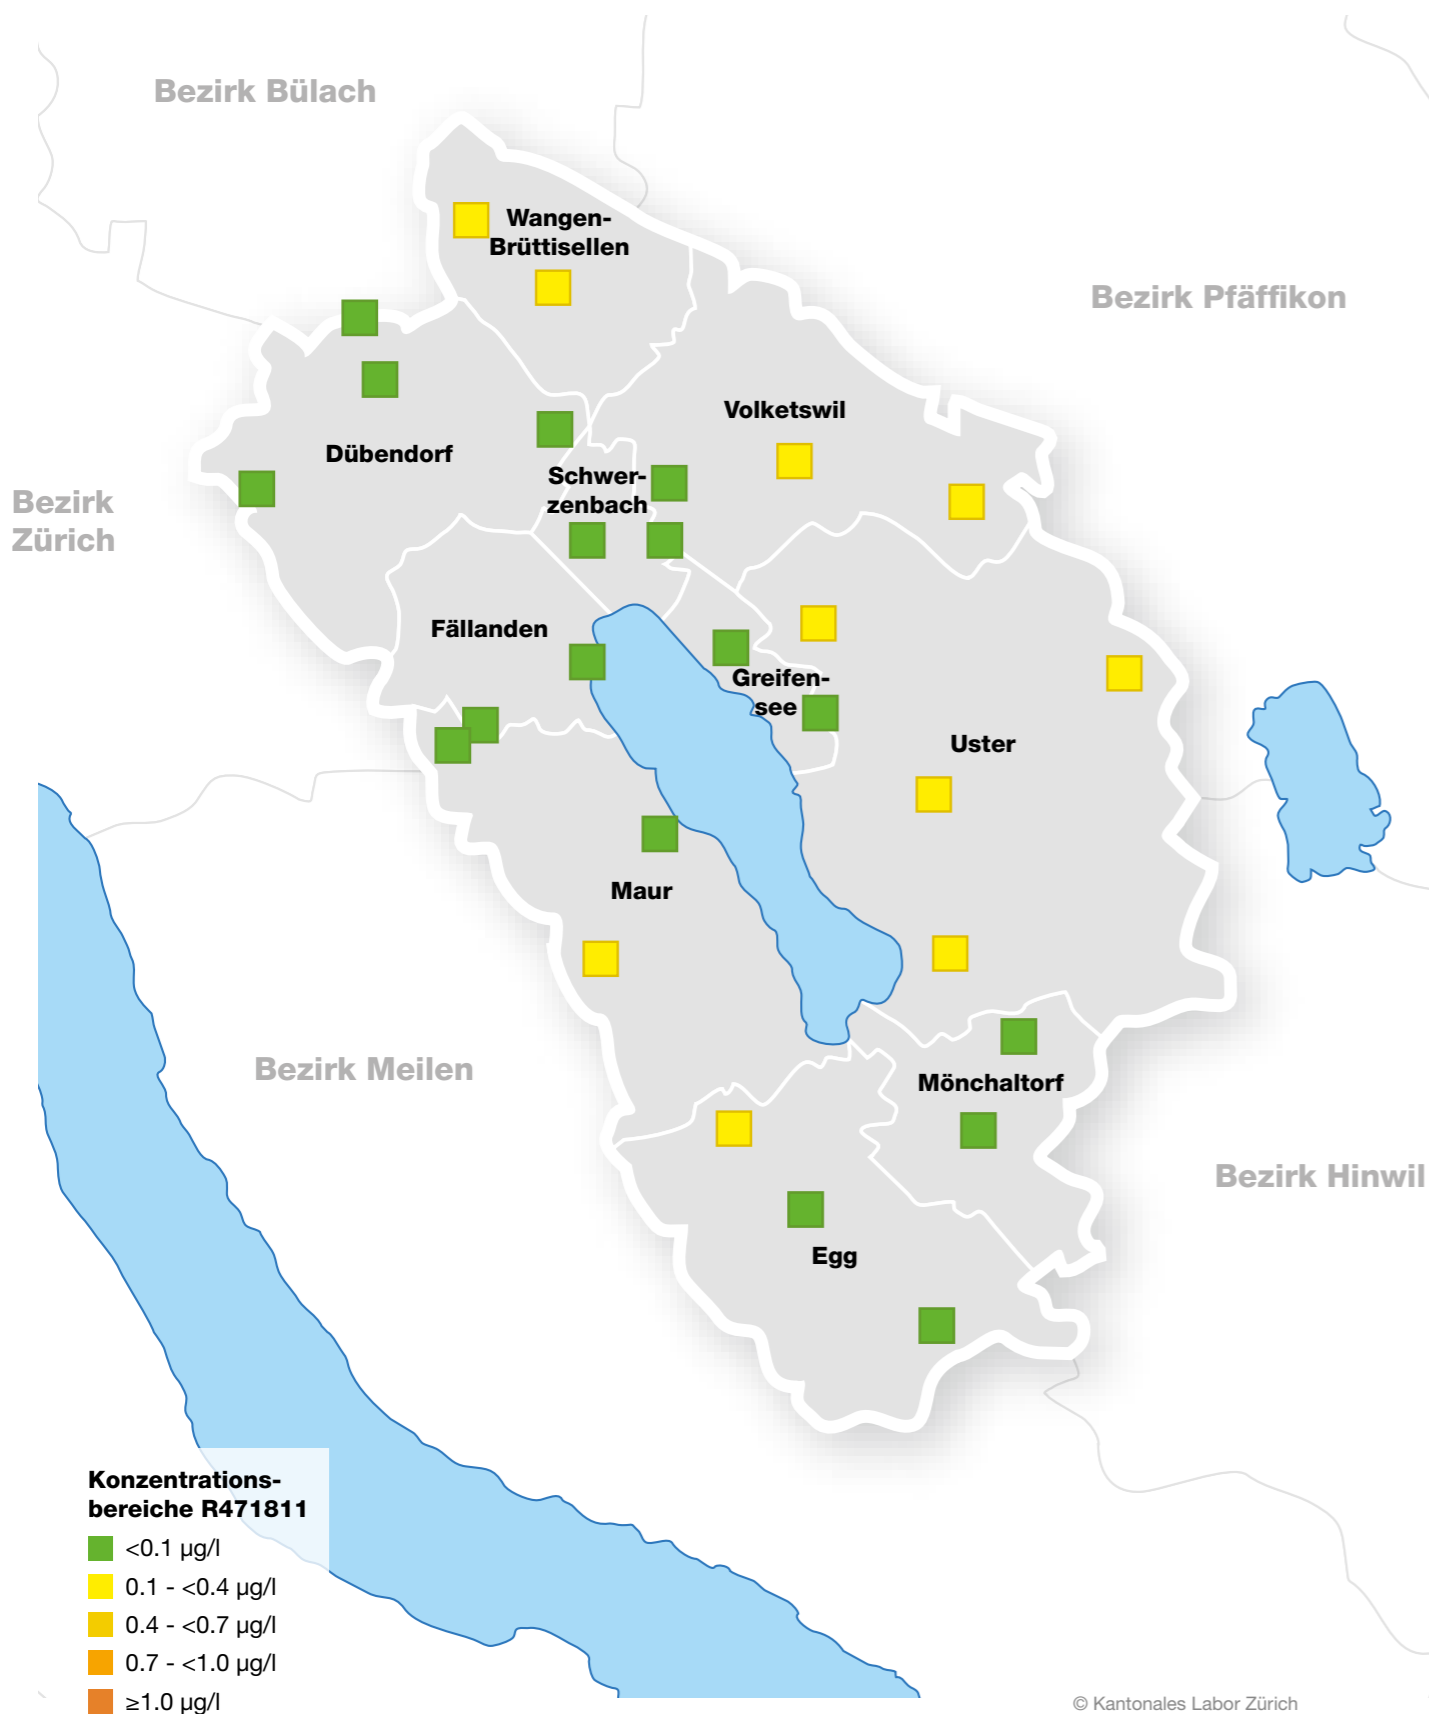 Bezirk Bülach
Wangen-
Brüttisellen
Bezirk Pfäffikon
Volketswil
Dübendorf
Schwer-
zenbach
Bezirk
Zürich
Fällanden
Greifen-
see
Uster
Maur
Bezirk Meilen
Mönchaltorf
Bezirk Hinwil
Egg
Konzentrations-
bereiche R471811
<0.1 µg/l
0.1 - <0.4 µg/l
0.4 - <0.7 µg/l
0.7 - <1.0 µg/l
≥1.0 µg/l
© Kantonales Labor Zürich